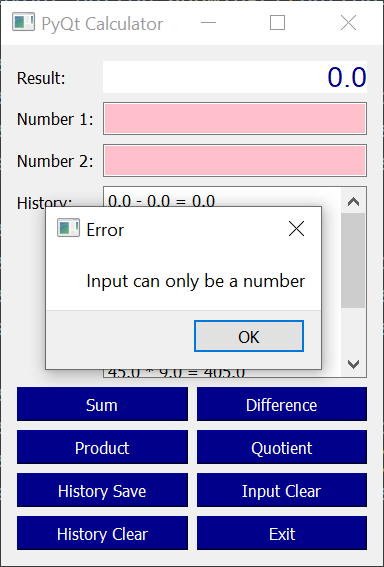 PyQt Calculator
Result: 0.0
Number 1:
Number 2:
History: 0.0 - 0.0 = 0.0
Error
Input can only be a number
OK
45.0 * 9.0 = 405.0
Sum Difference
Product Quotient
History Save Input Clear
History Clear Exit